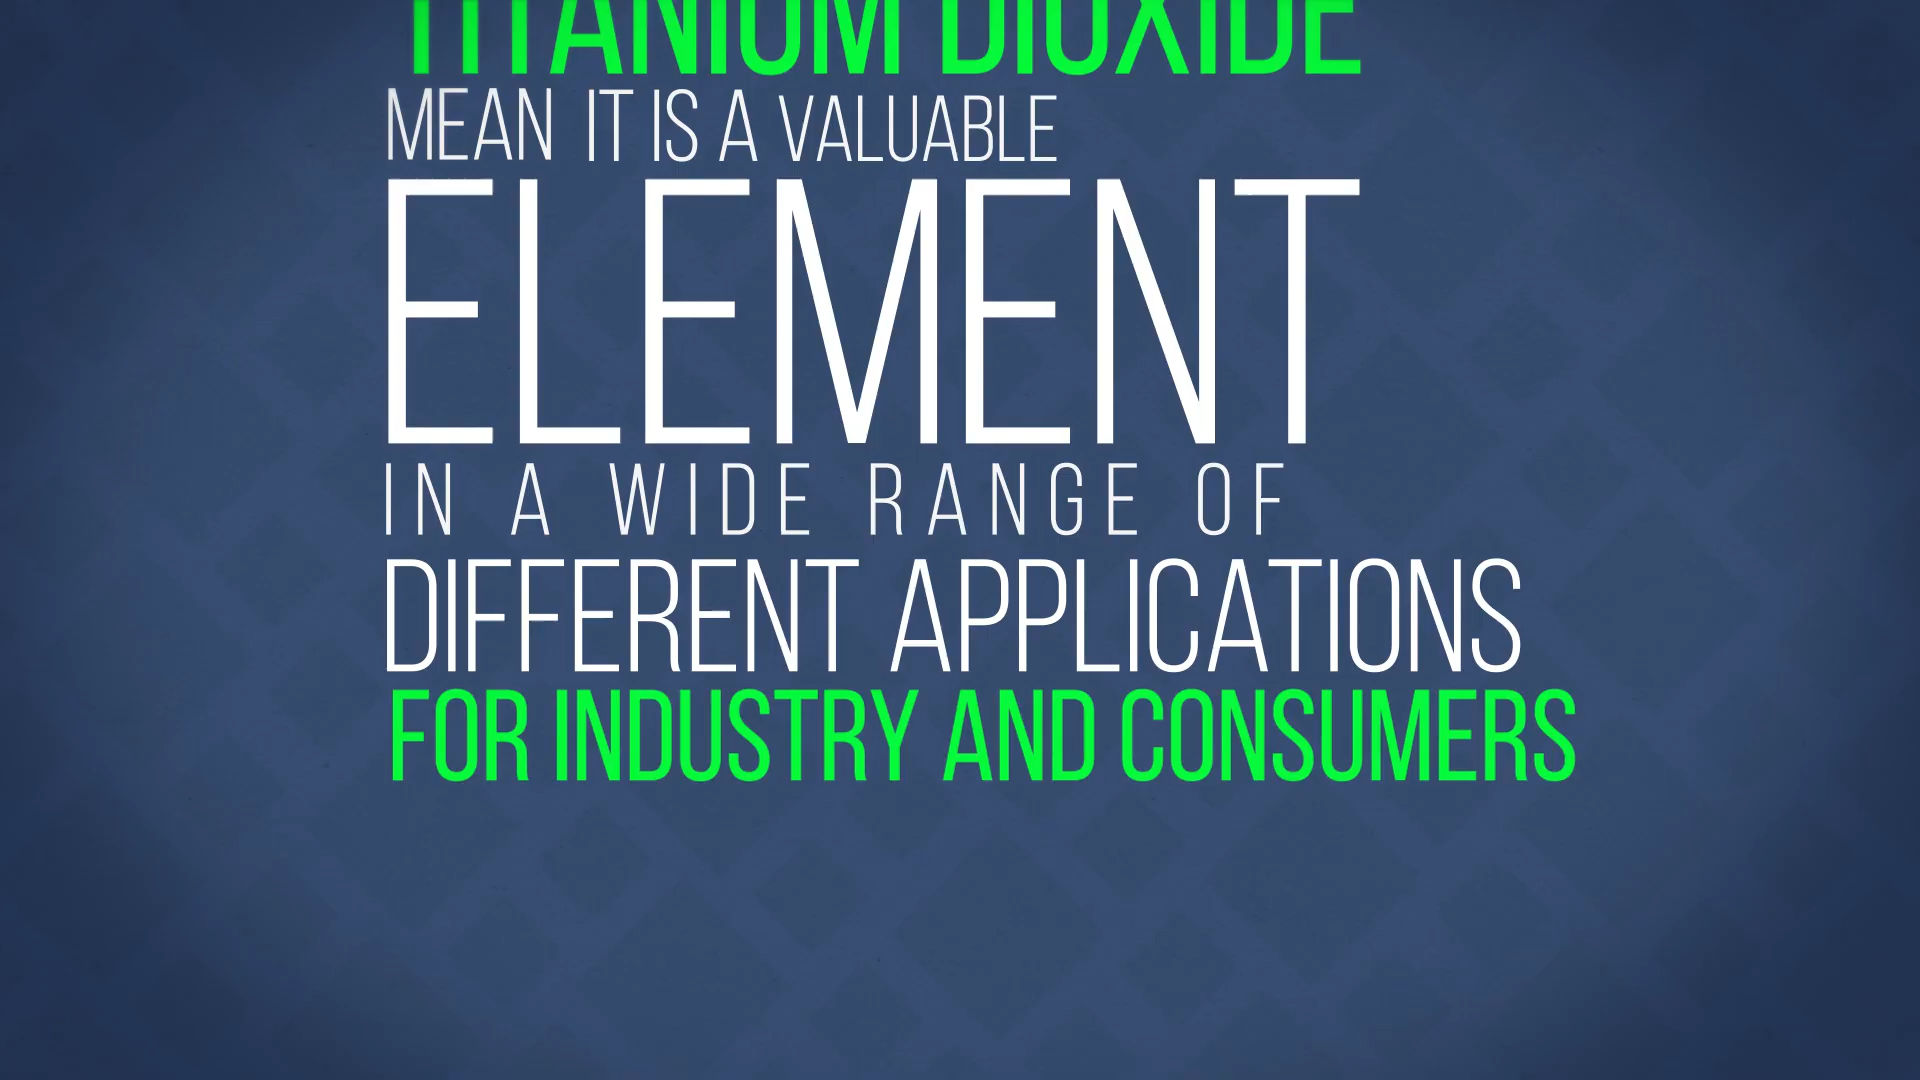 TITANIUM DIOXIDE
MEAN IT IS A VALUABLE
ELEMENT
IN A WIDE RANGE OF
DIFFERENT APPLICATIONS
FOR INDUSTRY AND CONSUMERS